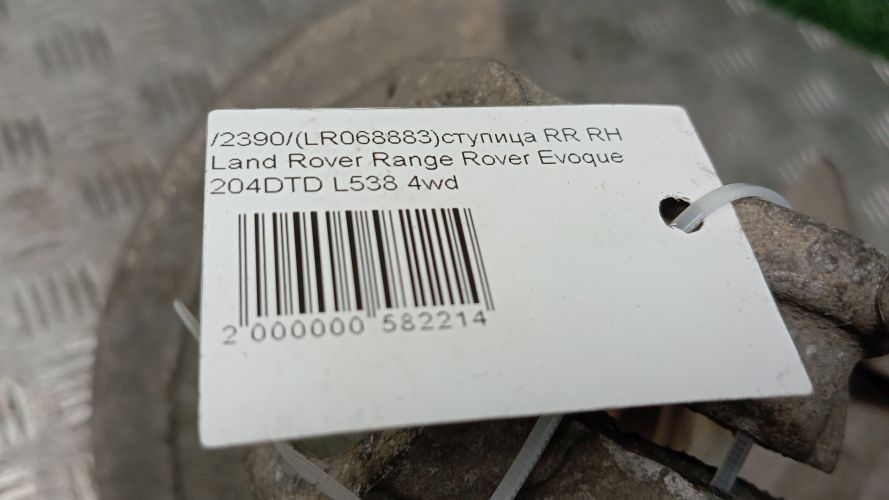 /2390/(LR068883)ступица RR RH
Land Rover Range Rover Evoque
204DTD L538 4wd
2 000000 582214